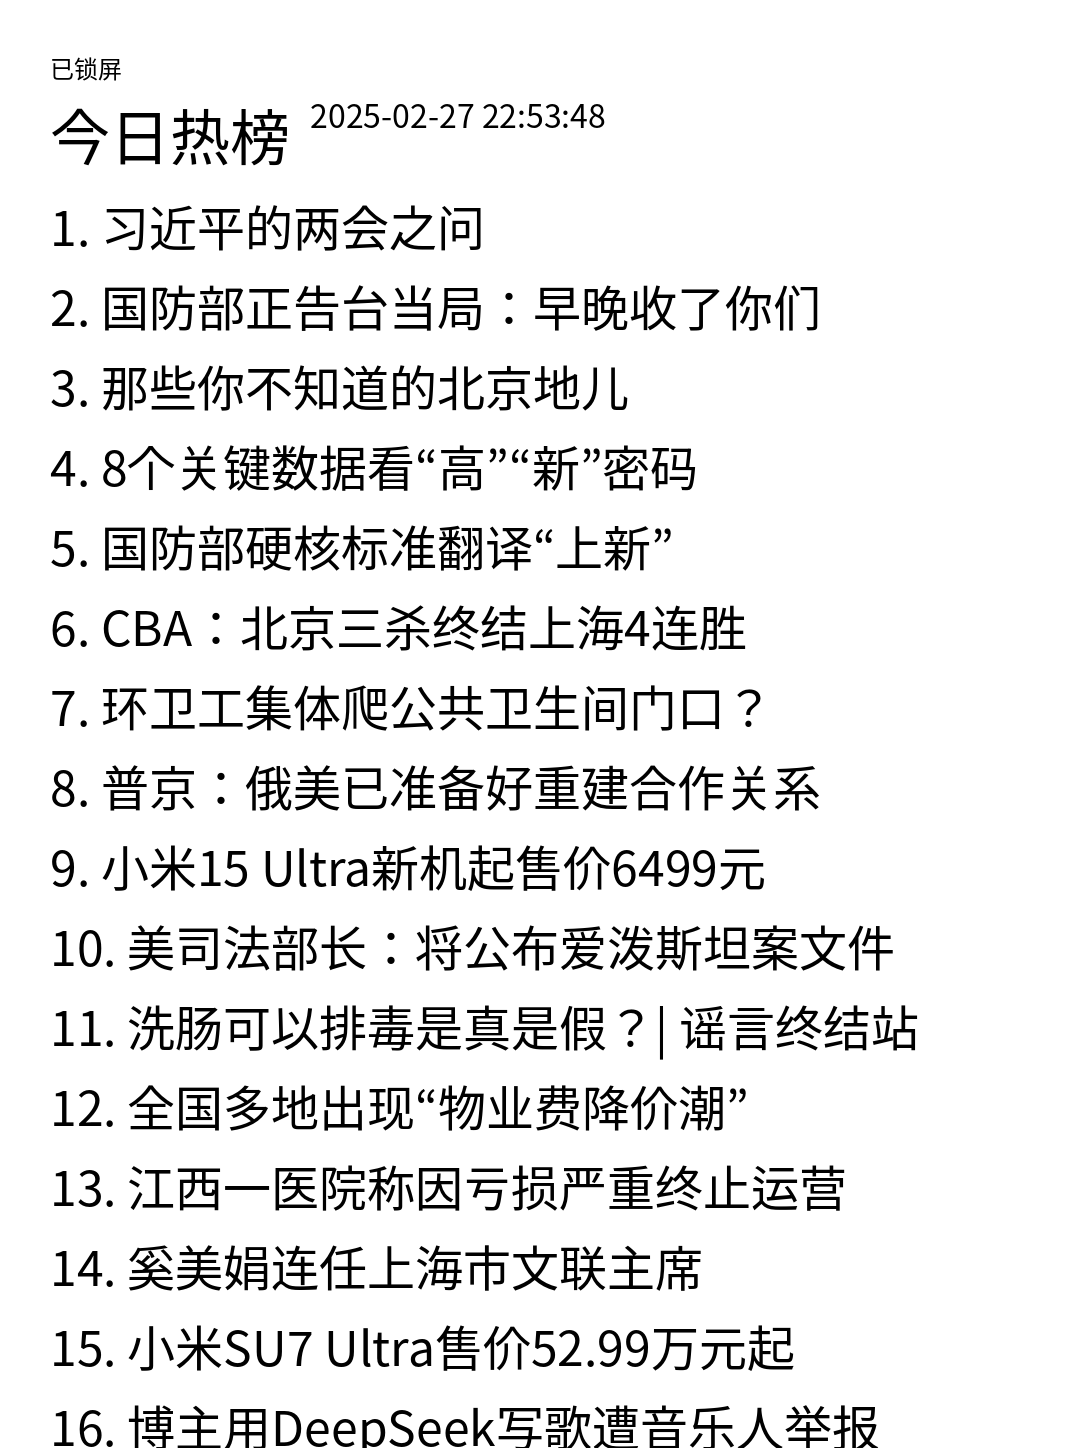 已锁屏
今日热榜 2025-02-27 22:53:48
1. 习近平的两会之问
2. 国防部正告台当局：早晚收了你们
3. 那些你不知道的北京地儿
4. 8个关键数据看“高”“新”密码
5. 国防部硬核标准翻译“上新”
6. CBA：北京三杀终结上海4连胜
7. 环卫工集体爬公共卫生间门口？
8. 普京：俄美已准备好重建合作关系
9. 小米15 Ultra新机起售价6499元
10. 美司法部长：将公布爱泼斯坦案文件
11. 洗肠可以排毒是真是假？| 谣言终结站
12. 全国多地出现“物业费降价潮”
13. 江西一医院称因亏损严重终止运营
14. 奚美娟连任上海市文联主席
15. 小米SU7 Ultra售价52.99万元起
16. 博主用DeepSeek写歌遭音乐人举报